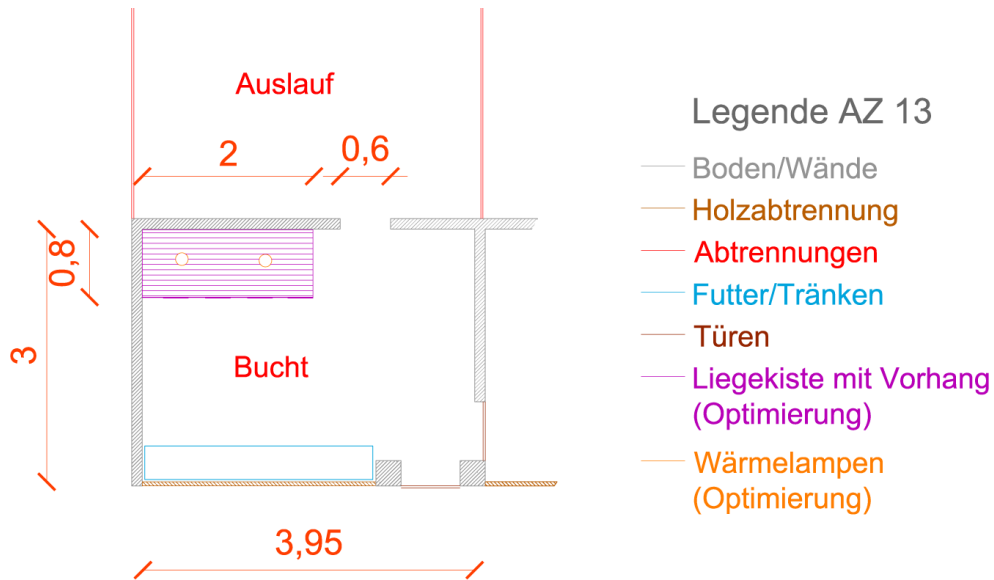 Auslauf
2
0,6
0,8
3
Bucht
3,95
Legende AZ 13
Boden/Wände
Holzabtrennung
Abtrennungen
Futter/Tränken
Türen
Liegekiste mit Vorhang
(Optimierung)
Wärmelampen
(Optimierung)